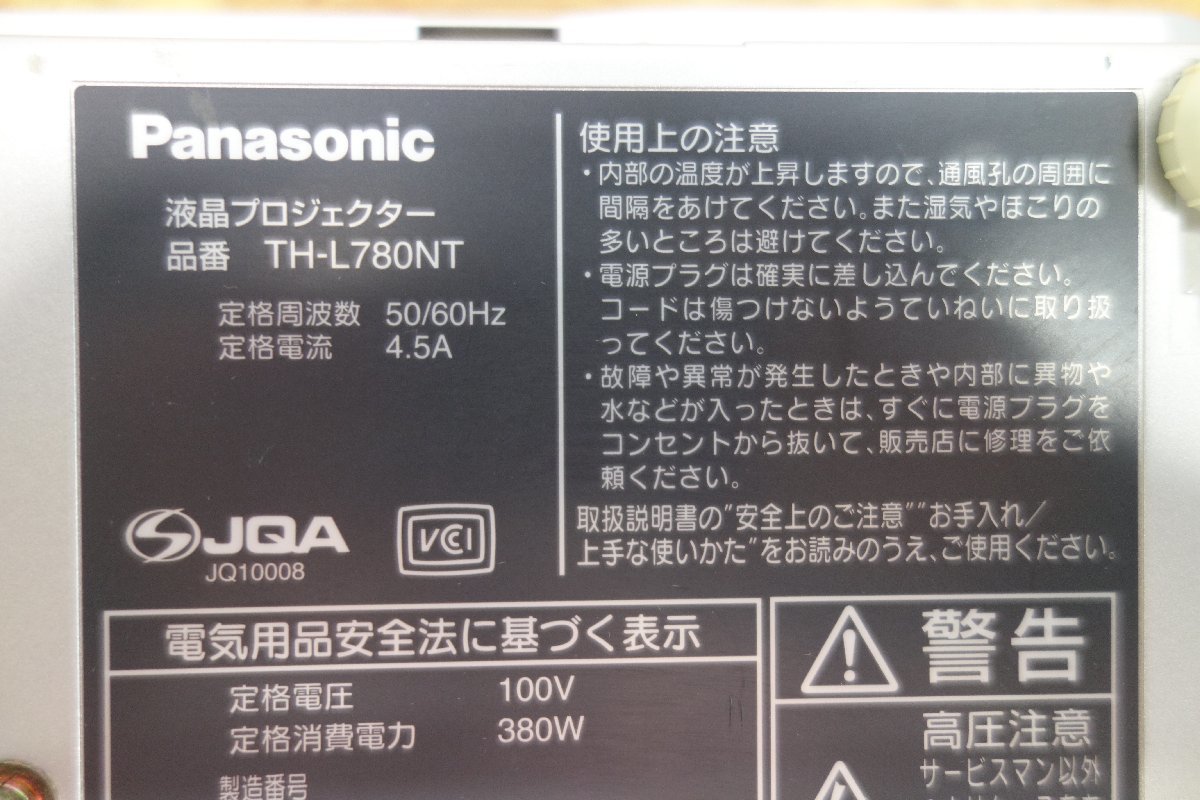 Panasonic
液晶プロジェクター
品番 TH-L780NT
定格周波数 50/60Hz
定格電流 4.5A
JQA
JQ10008
VCCI
使用上の注意
・内部の温度が上昇しますので、通風孔の周囲に
間隔をあけてください。また湿気やほこりの
多いところは避けてください。
・電源プラグは確実に差し込んでください。
コードは傷つけないようていねいに取り扱
ってください。
・故障や異常が発生したときや内部に異物や
水などが入ったときは、すぐに電源プラグを
コンセントから抜いて、販売店に修理をご依
頼ください。
取扱説明書の"安全上のご注意""お手入れ/
上手な使いかた"をお読みのうえ、ご使用ください。
電気用品安全法に基づく表示
定格電圧 100V
定格消費電力 380W
製造番号
警告
高圧注意
サービスマン以外